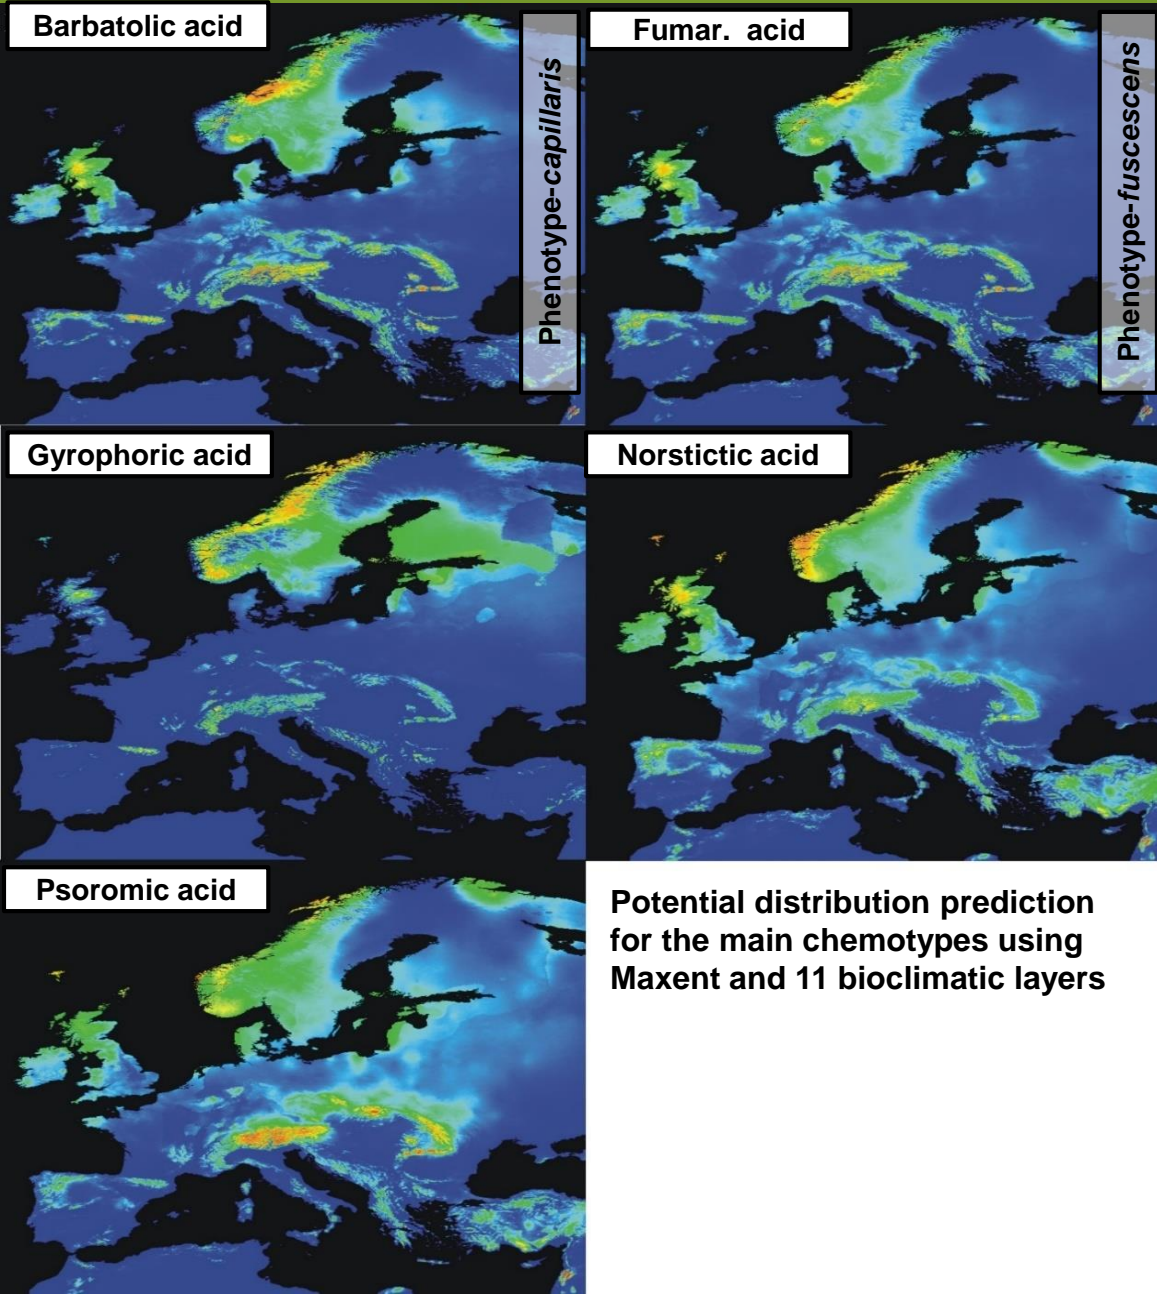 Barbatolic acid
Phenotype-capillaris
Fumar. acid
Phenotype-fuscescens
Gyrophoric acid
Norstictic acid
Psoromic acid
Potential distribution prediction
for the main chemotypes using
Maxent and 11 bioclimatic layers